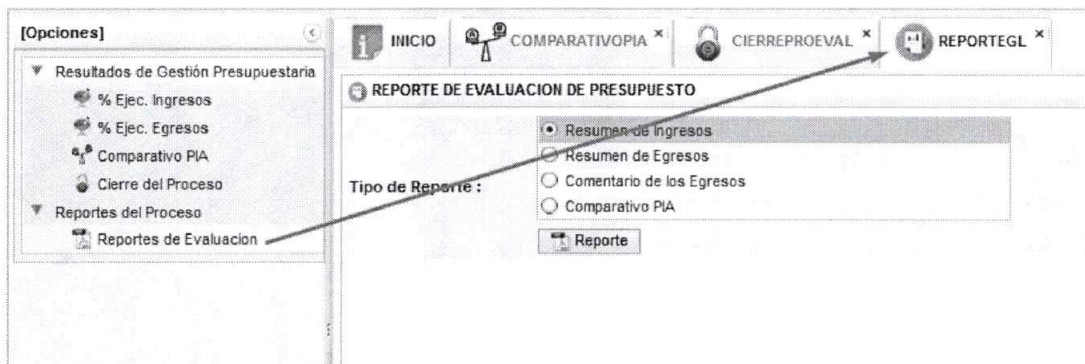 [Opciones]
Resultados de Gestión Presupuestaria
% Ejec. Ingresos
% Ejec. Egresos
Comparativo PIA
Cierre del Proceso
Reportes del Proceso
Reportes de Evaluacion
INICIO
COMPARATIVOPIA ×
CIERREPROEVAL ×
REPORTEGL ×
REPORTE DE EVALUACION DE PRESUPUESTO
Tipo de Reporte :
Resumen de Ingresos
Resumen de Egresos
Comentario de los Egresos
Comparativo PIA
Reporte